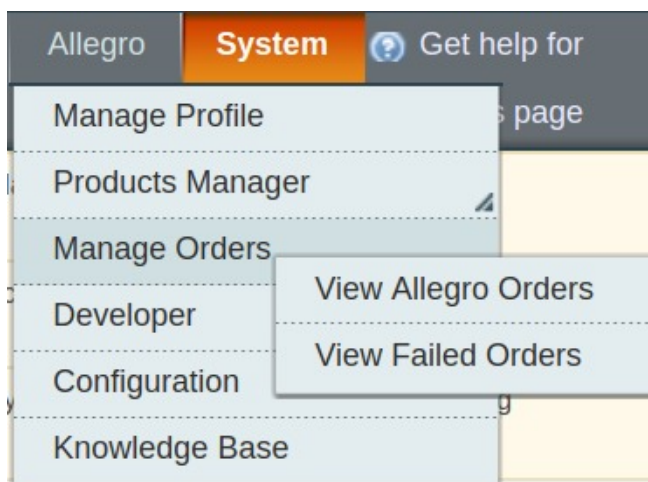 Allegro System Get help for
Manage Profile page
Products Manager
Manage Orders
View Allegro Orders
Developer
View Failed Orders
Configuration
Knowledge Base